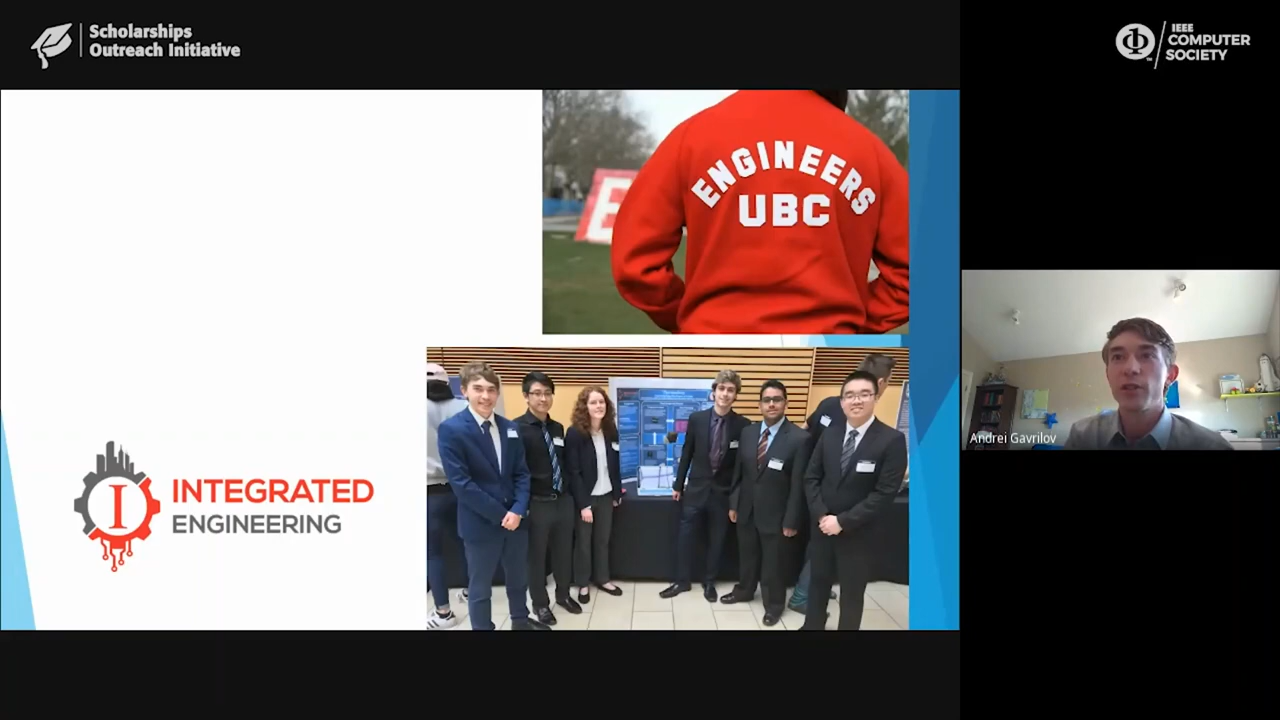 Scholarships
Outreach Initiative
IEEE
COMPUTER
SOCIETY
ENGINEERS
UBC
E
I INTEGRATED
ENGINEERING
Andrei Gavrilov